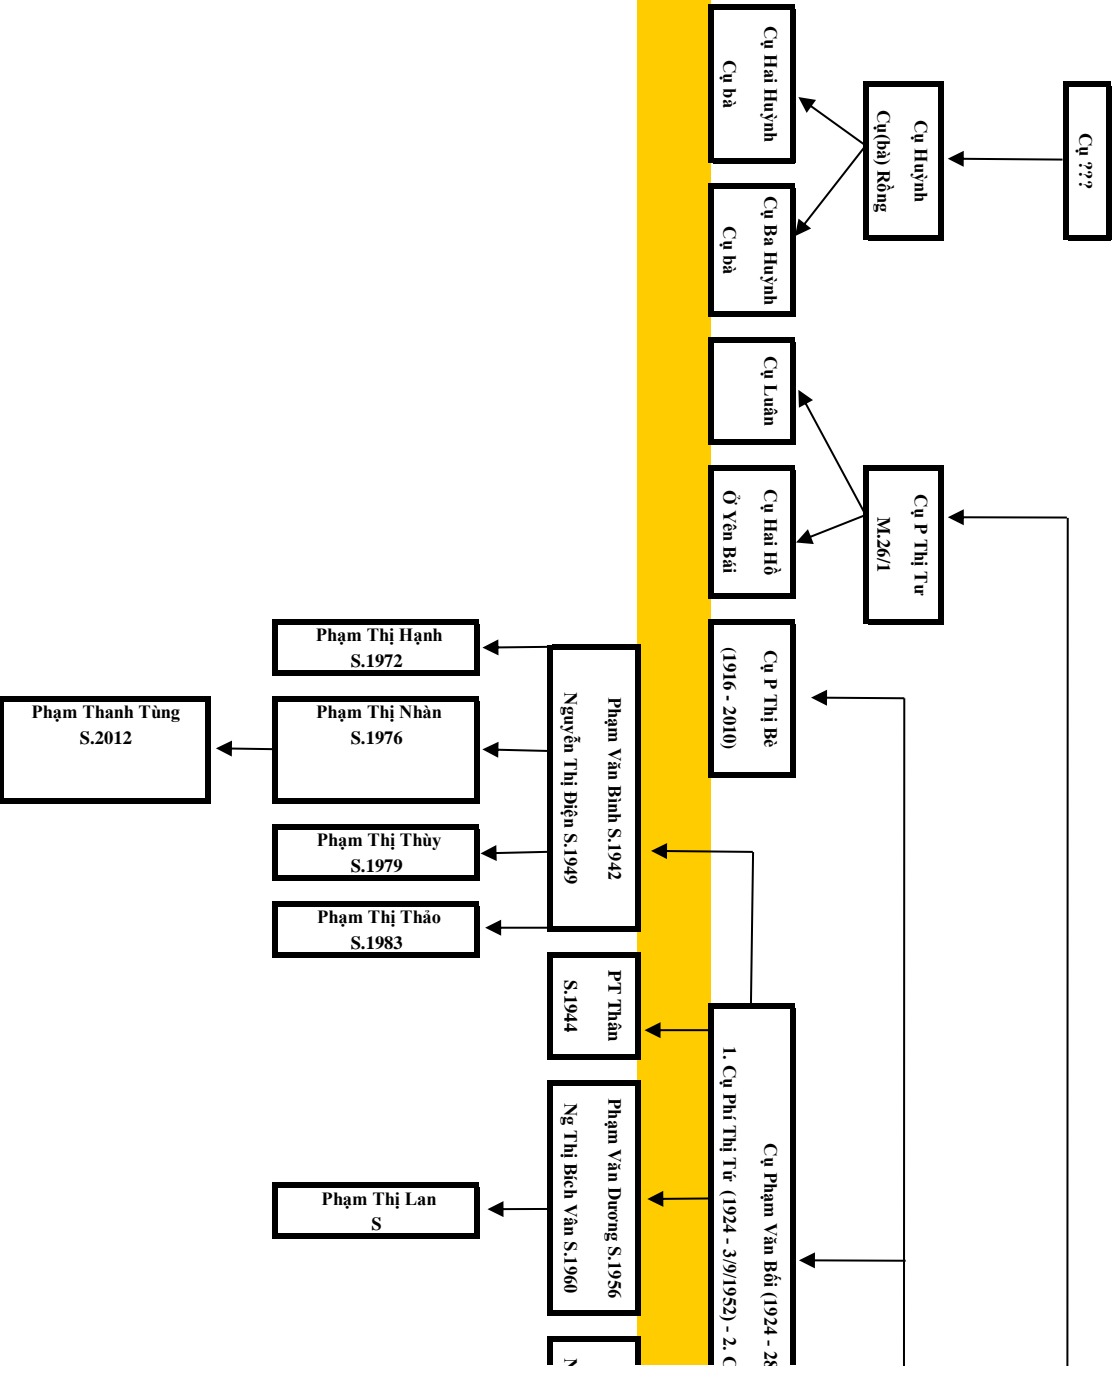 Cụ ???
Cụ Huỳnh
Cụ(bà) Rồng
Cụ Hai Huỳnh
Cụ bà
Cụ Ba Huỳnh
Cụ bà
Cụ P Thị Tư
M.26/1
Cụ Luân
Cụ Hai Hồ
Ở Yên Bái
Cụ P Thị Bè
(1916 - 2010)
Cụ Phạm Văn Bối (1924 - 28
1. Cụ Phí Thị Tứ (1924 - 3/9/1952) - 2. C
Phạm Văn Bình S.1942
Nguyễn Thị Điện S.1949
Phạm Thị Hạnh
S.1972
Phạm Thị Nhàn
S.1976
Phạm Thanh Tùng
S.2012
Phạm Thị Thùy
S.1979
Phạm Thị Thảo
S.1983
PT Thân
S.1944
Phạm Văn Dương S.1956
Ng Thị Bích Vân S.1960
Phạm Thị Lan
S